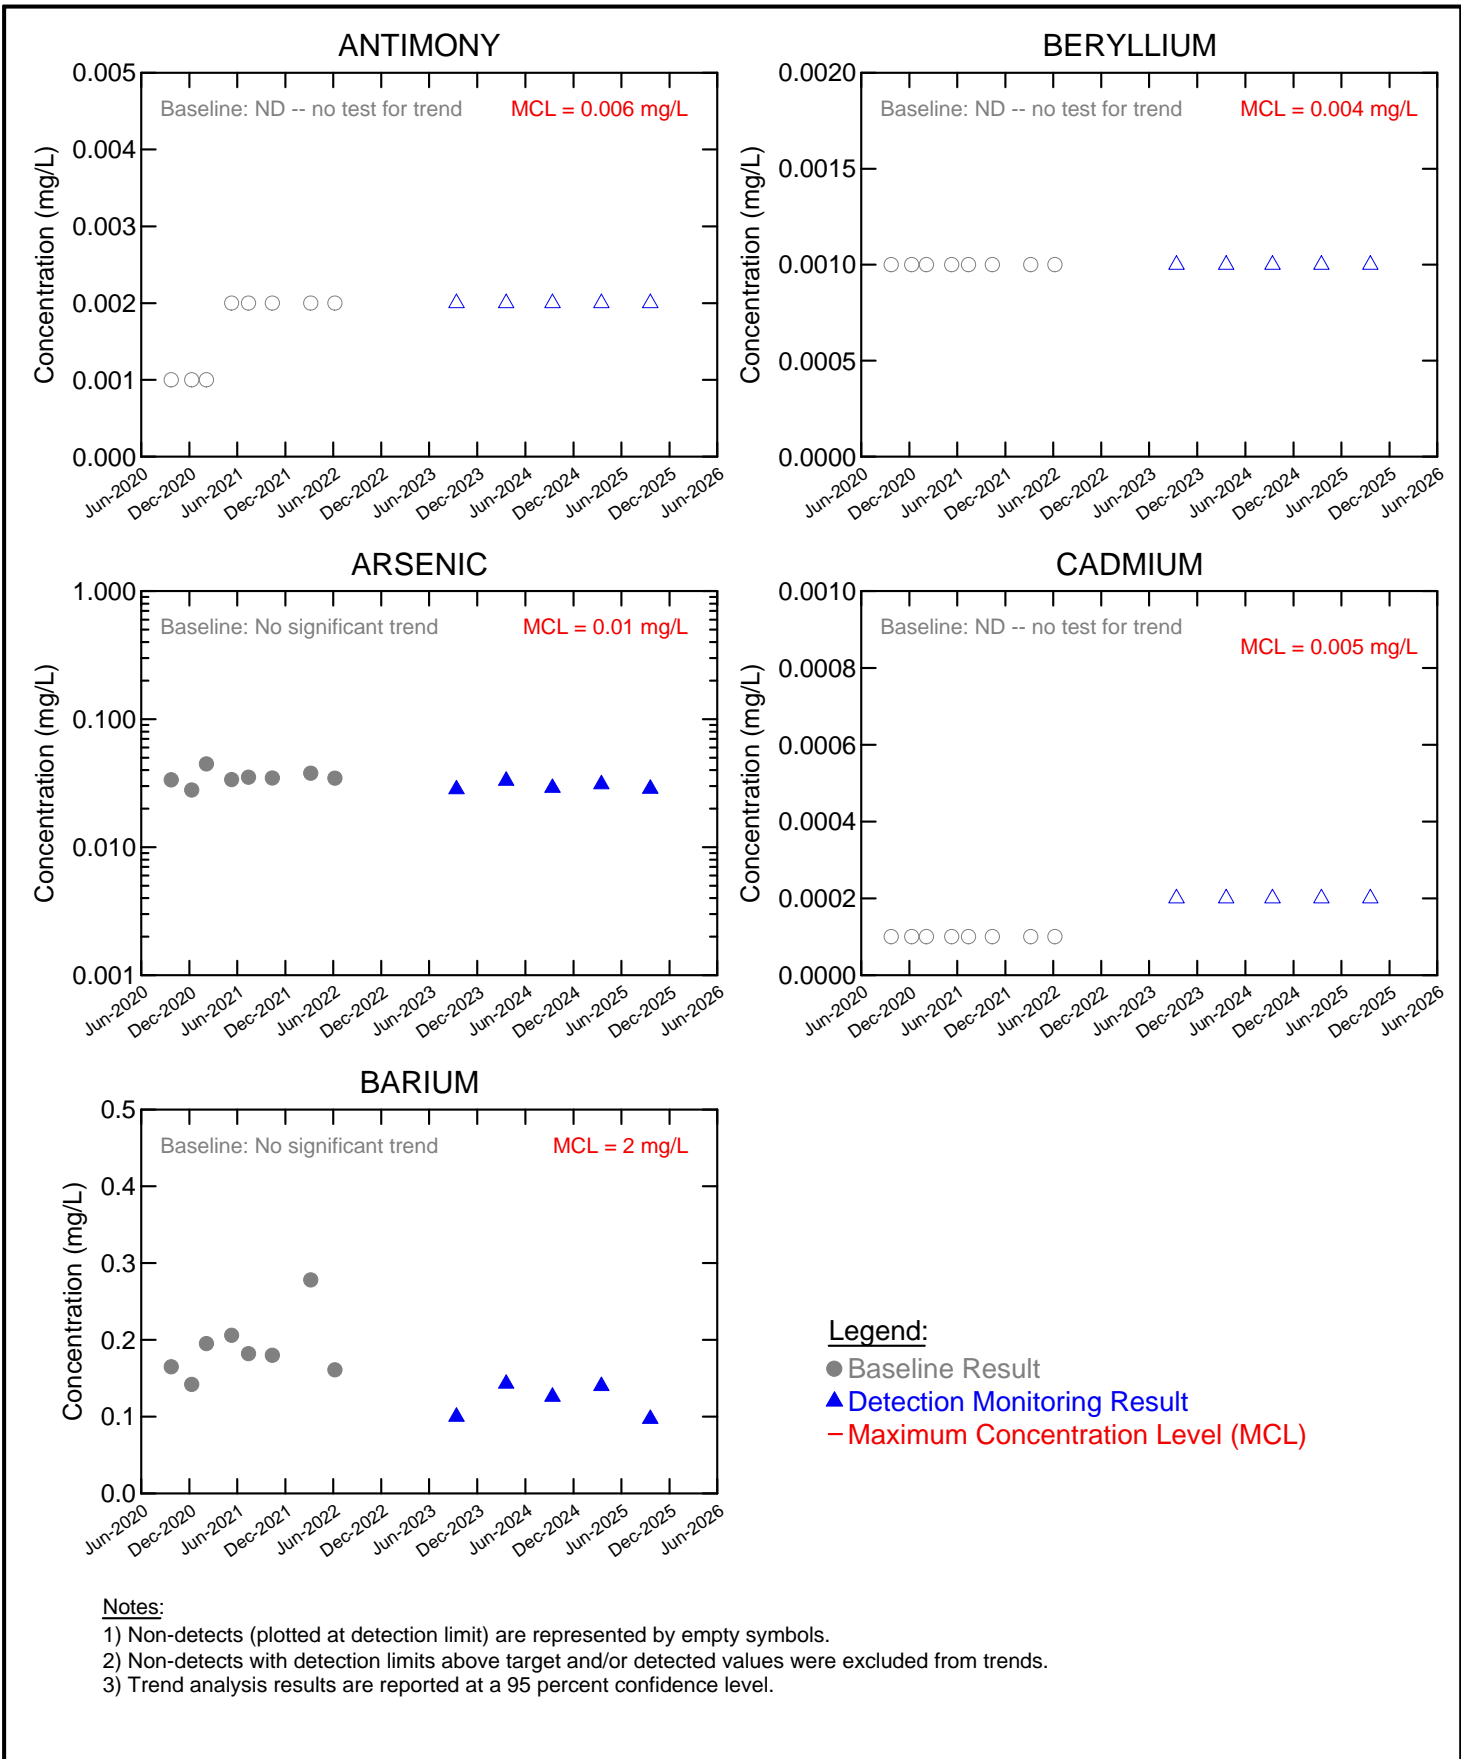 ANTIMONY
Baseline: ND -- no test for trend
MCL = 0.006 mg/L
Concentration (mg/L)
0.005
0.004
0.003
0.002
0.001
0.000
Jun-2020
Dec-2020
Jun-2021
Dec-2021
Jun-2022
Dec-2022
Jun-2023
Dec-2023
Jun-2024
Dec-2024
Jun-2025
Dec-2025
Jun-2026
BERYLLIUM
Baseline: ND -- no test for trend
MCL = 0.004 mg/L
Concentration (mg/L)
0.0020
0.0015
0.0010
0.0005
0.0000
Jun-2020
Dec-2020
Jun-2021
Dec-2021
Jun-2022
Dec-2022
Jun-2023
Dec-2023
Jun-2024
Dec-2024
Jun-2025
Dec-2025
Jun-2026
ARSENIC
Baseline: No significant trend
MCL = 0.01 mg/L
Concentration (mg/L)
1.000
0.100
0.010
0.001
Jun-2020
Dec-2020
Jun-2021
Dec-2021
Jun-2022
Dec-2022
Jun-2023
Dec-2023
Jun-2024
Dec-2024
Jun-2025
Dec-2025
Jun-2026
CADMIUM
Baseline: ND -- no test for trend
MCL = 0.005 mg/L
Concentration (mg/L)
0.0010
0.0008
0.0006
0.0004
0.0002
0.0000
Jun-2020
Dec-2020
Jun-2021
Dec-2021
Jun-2022
Dec-2022
Jun-2023
Dec-2023
Jun-2024
Dec-2024
Jun-2025
Dec-2025
Jun-2026
BARIUM
Baseline: No significant trend
MCL = 2 mg/L
Concentration (mg/L)
0.5
0.4
0.3
0.2
0.1
0.0
Jun-2020
Dec-2020
Jun-2021
Dec-2021
Jun-2022
Dec-2022
Jun-2023
Dec-2023
Jun-2024
Dec-2024
Jun-2025
Dec-2025
Jun-2026
Legend:
Baseline Result
Detection Monitoring Result
Maximum Concentration Level (MCL)
Notes:
1) Non-detects (plotted at detection limit) are represented by empty symbols.
2) Non-detects with detection limits above target and/or detected values were excluded from trends.
3) Trend analysis results are reported at a 95 percent confidence level.